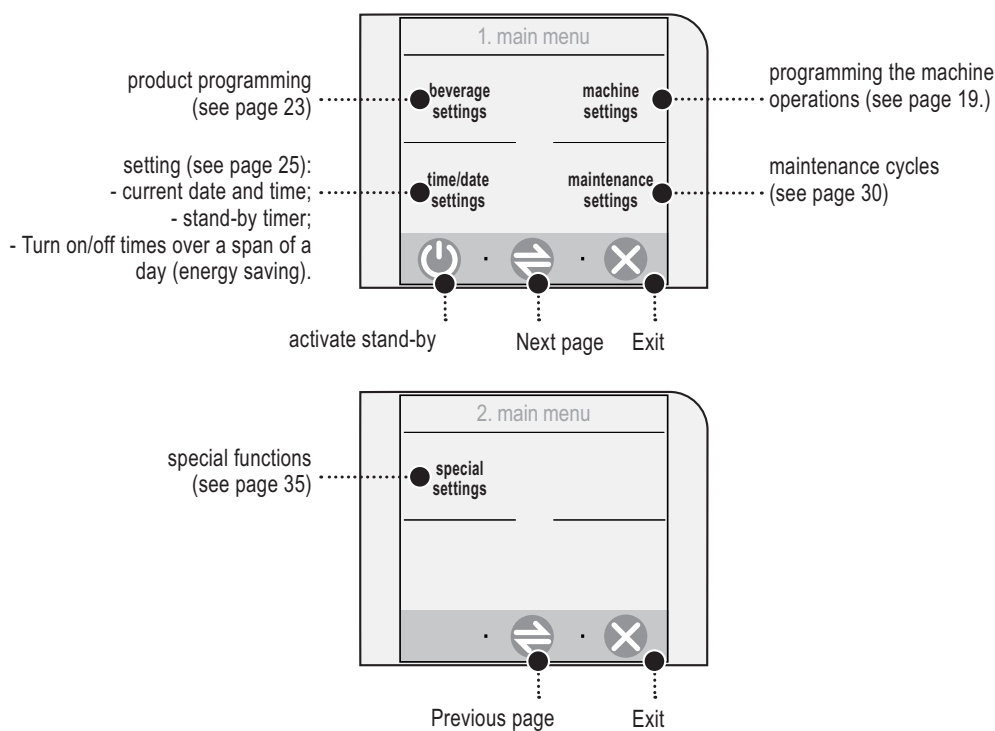 1. main menu
product programming
(see page 23)
beverage
settings
machine
settings
programming the machine
operations (see page 19.)
setting (see page 25):
- current date and time;
- stand-by timer;
- Turn on/off times over a span of a
day (energy saving).
time/date
settings
maintenance
settings
maintenance cycles
(see page 30)
activate stand-by
Next page
Exit
2. main menu
special functions
(see page 35)
special
settings
Previous page
Exit